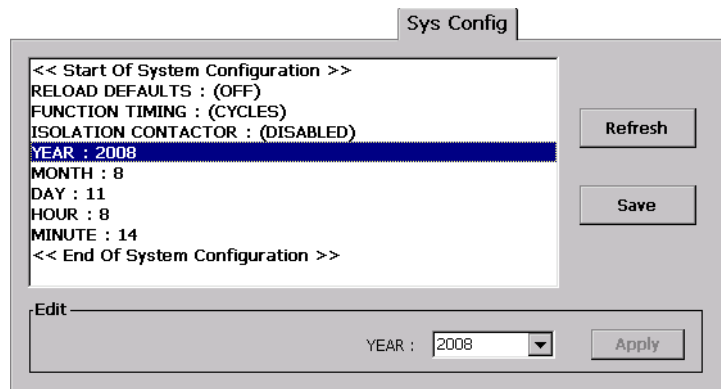 Sys Config
<< Start Of System Configuration >>
RELOAD DEFAULTS : (OFF)
FUNCTION TIMING : (CYCLES)
ISOLATION CONTACTOR : (DISABLED)
YEAR : 2008
MONTH : 8
DAY : 11
HOUR : 8
MINUTE : 14
<< End Of System Configuration >>
Refresh
Save
Edit
YEAR : 2008 Apply